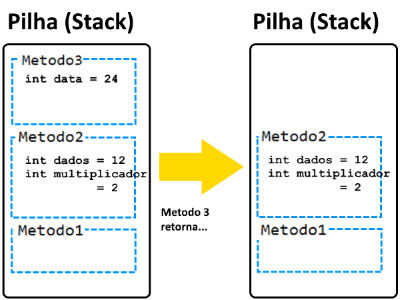 Pilha (Stack)
Metodo3
int data = 24
Metodo2
int dados = 12
int multiplicador
= 2
Metodo1
Metodo 3
retorna...
Pilha (Stack)
Metodo2
int dados = 12
int multiplicador
= 2
Metodo1